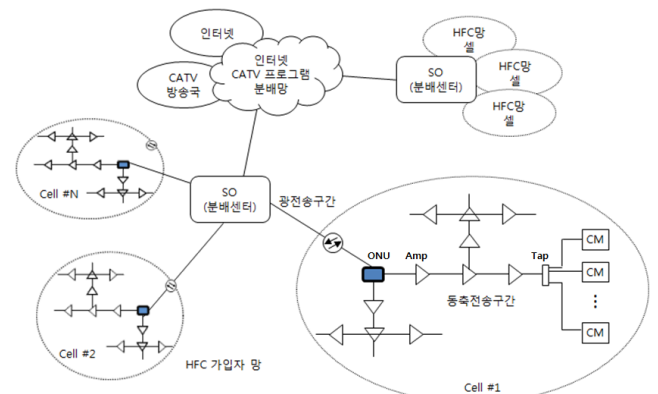 인터넷
인터넷
CATV 프로그램
분배망
CATV
방송국
SO
(분배센터)
HFC망
셀
HFC망
셀
HFC망
셀
Cell #N
SO
(분배센터)
광전송구간
ONU
Amp
Tap
CM
CM
⋮
CM
동축전송구간
Cell #2
HFC 가입자 망
Cell #1